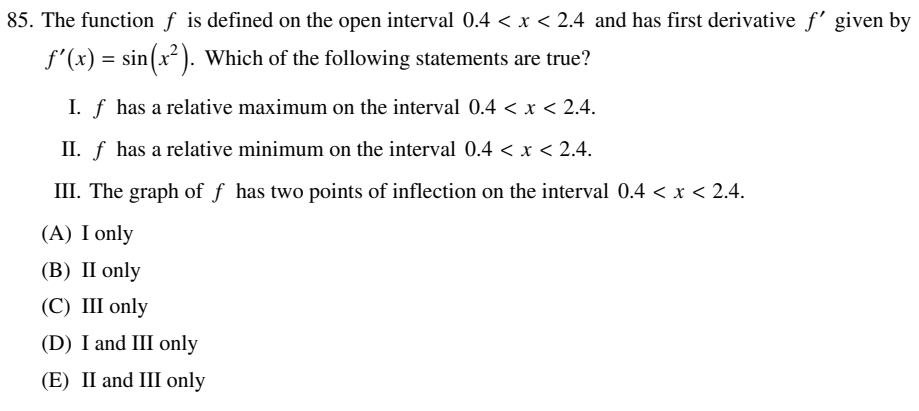 85. The function f is defined on the open interval 0.4 < x < 2.4 and has first derivative f′ given by
f′(x) = sin(x²). Which of the following statements are true?
I. f has a relative maximum on the interval 0.4 < x < 2.4.
II. f has a relative minimum on the interval 0.4 < x < 2.4.
III. The graph of f has two points of inflection on the interval 0.4 < x < 2.4.
(A) I only
(B) II only
(C) III only
(D) I and III only
(E) II and III only